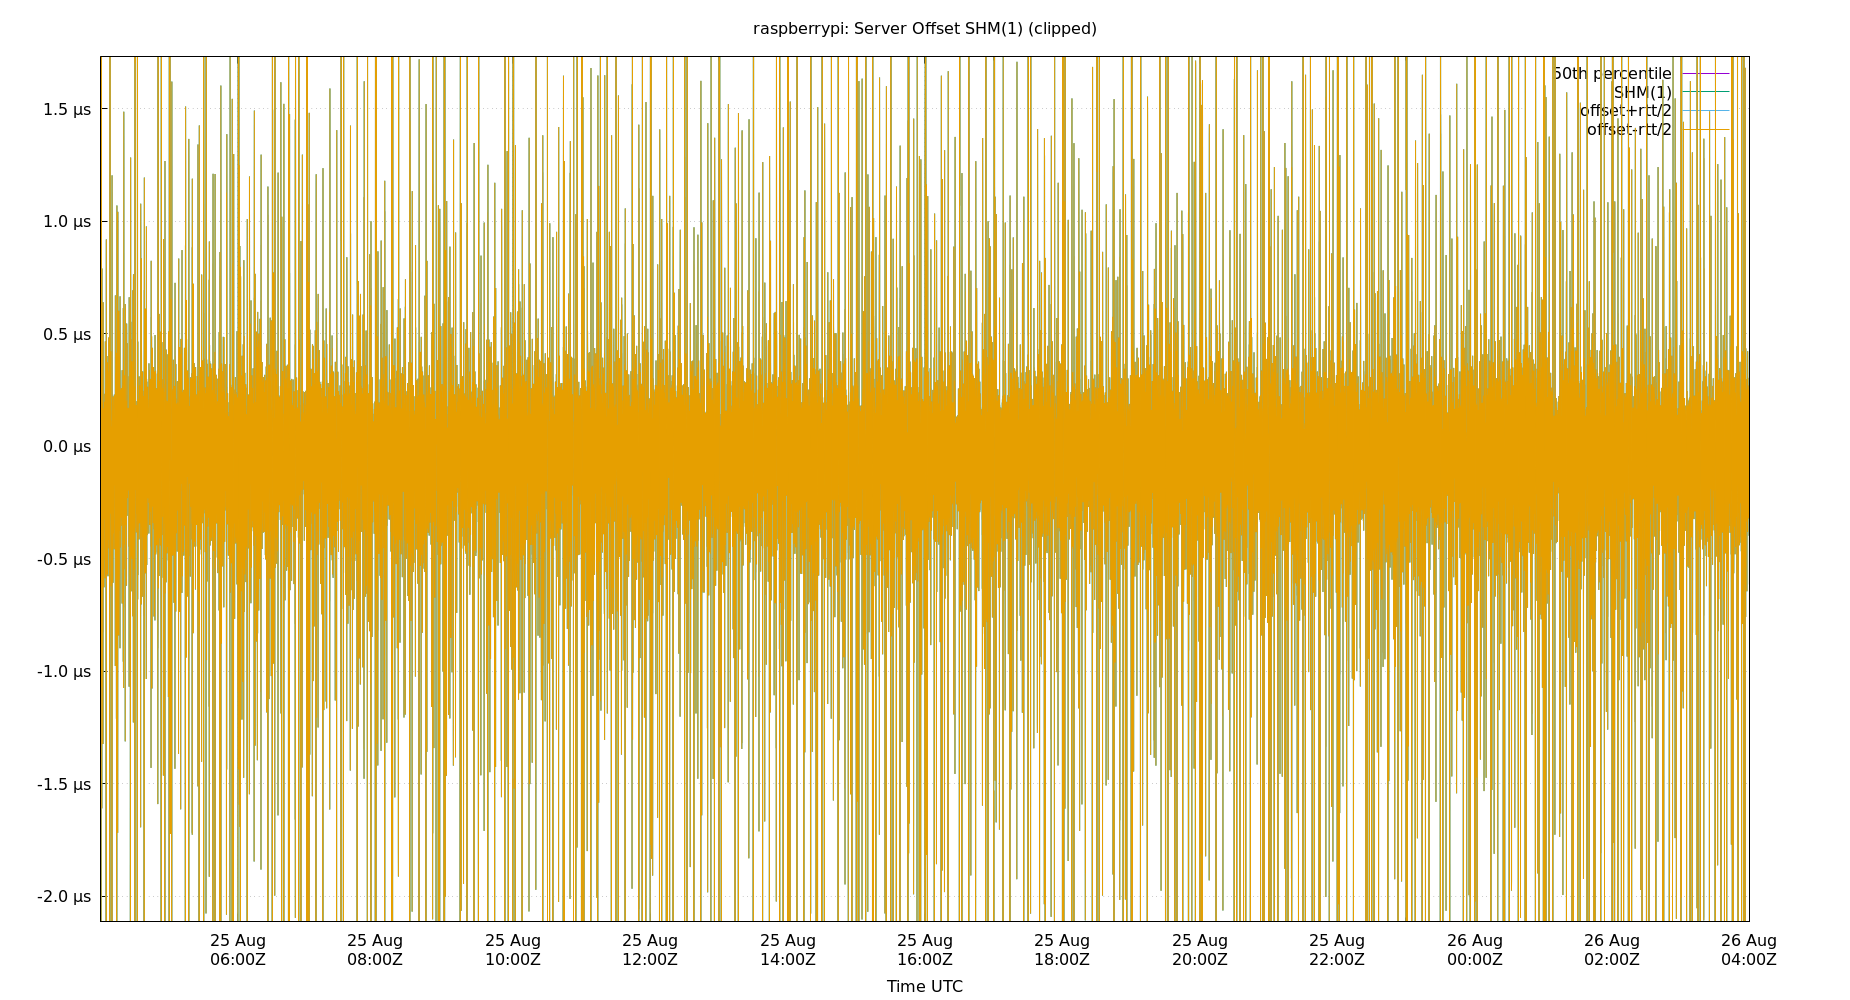 raspberrypi: Server Offset SHM(1) (clipped)
50th percentile
SHM(1)
offset+rtt/2
offset-rtt/2
1.5 µs
1.0 µs
0.5 µs
0.0 µs
-0.5 µs
-1.0 µs
-1.5 µs
-2.0 µs
25 Aug 25 Aug 25 Aug 25 Aug 25 Aug 25 Aug 25 Aug 25 Aug 25 Aug 26 Aug 26 Aug 26 Aug
06:00Z 08:00Z 10:00Z 12:00Z 14:00Z 16:00Z 18:00Z 20:00Z 22:00Z 00:00Z 02:00Z 04:00Z
Time UTC